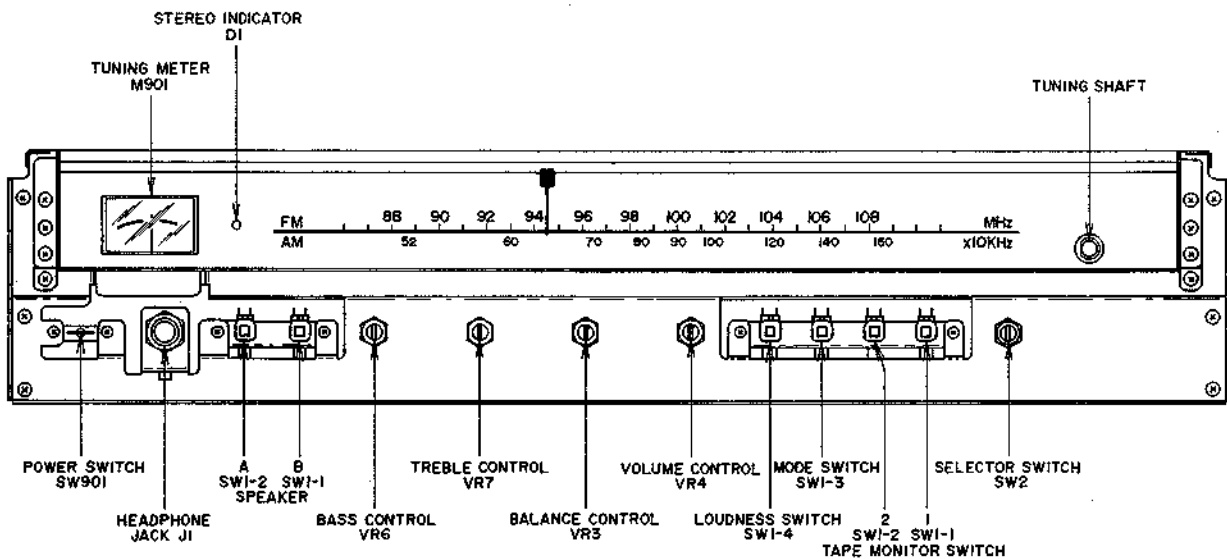 STEREO INDICATOR
D1
TUNING METER
M901
TUNING SHAFT
FM 88 90 92 94 96 98 100 102 104 106 108 MHz
AM 52 60 70 80 90 100 120 140 160 x10KHz
POWER SWITCH
SW901
HEADPHONE
JACK J1
A B
SW1-2 SW1-1
SPEAKER
BASS CONTROL
VR6
TREBLE CONTROL
VR7
BALANCE CONTROL
VR3
VOLUME CONTROL
VR4
LOUDNESS SWITCH
SW1-4
MODE SWITCH
SW1-3
2 1
SW1-2 SW1-1
TAPE MONITOR SWITCH
SELECTOR SWITCH
SW2